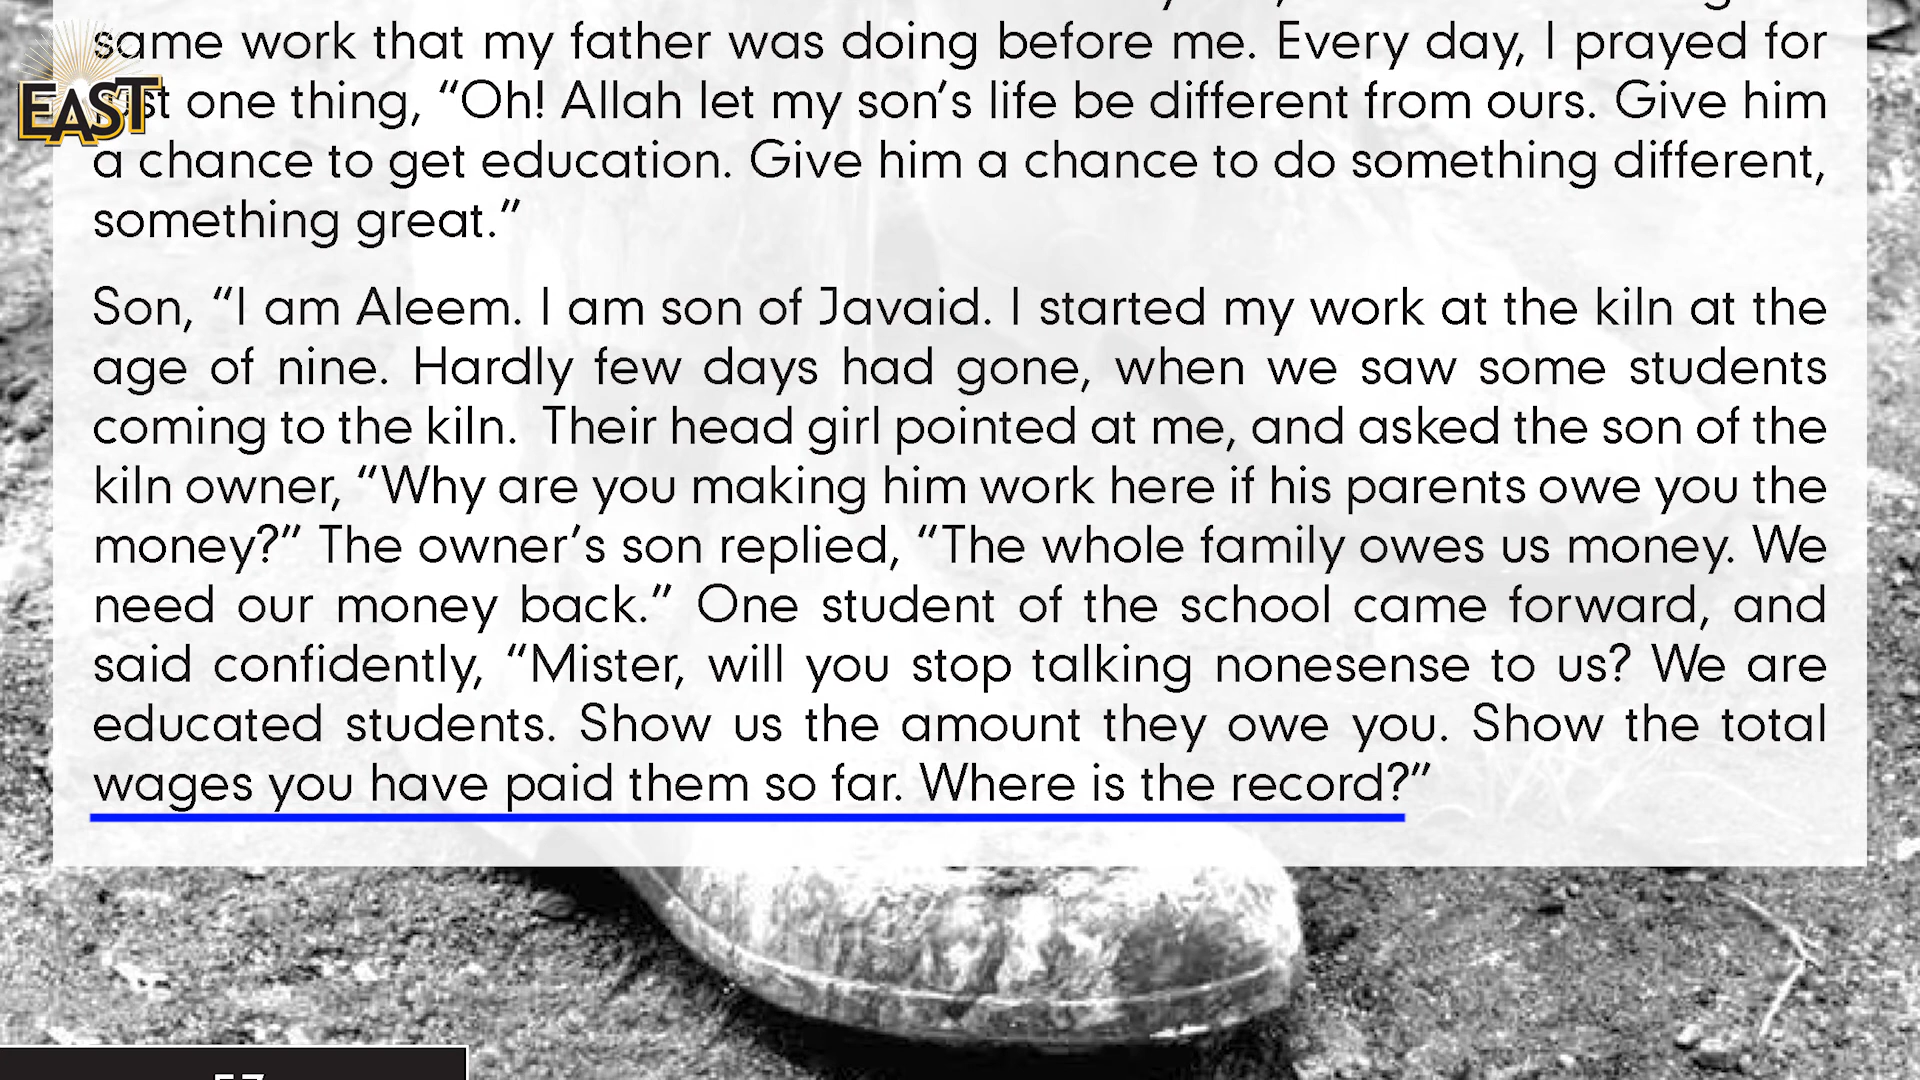 EAST
same work that my father was doing before me. Every day, I prayed for
one thing, “Oh! Allah let my son’s life be different from ours. Give him
a chance to get education. Give him a chance to do something different,
something great.”
Son, “I am Aleem. I am son of Javaid. I started my work at the kiln at the
age of nine. Hardly few days had gone, when we saw some students
coming to the kiln. Their head girl pointed at me, and asked the son of the
kiln owner, “Why are you making him work here if his parents owe you the
money?” The owner’s son replied, “The whole family owes us money. We
need our money back.” One student of the school came forward, and
said confidently, “Mister, will you stop talking nonesense to us? We are
educated students. Show us the amount they owe you. Show the total
wages you have paid them so far. Where is the record?”